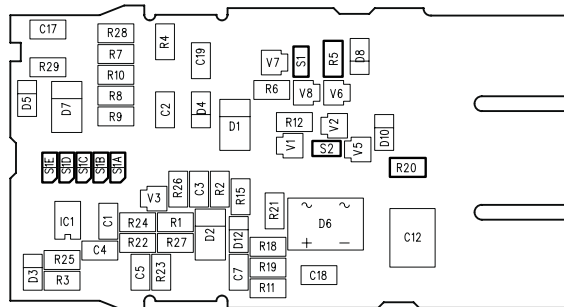 C17
R28
R4
R7
C19
V7
S1
R5
D8
R29
R10
R6
V8
V6
D5
D7
R8
C2
D4
D1
R9
R12
V2
D10
V1
S2
V5
R20
S1E
S1D
S1C
S1B
S1A
V3
R26
C3
R2
R15
R21
IC1
C1
R24
R1
D2
D12
D6
~ ~
+ −
C12
C4
R22
R27
R18
R25
R19
C18
D3
R3
C5
R23
C7
R11